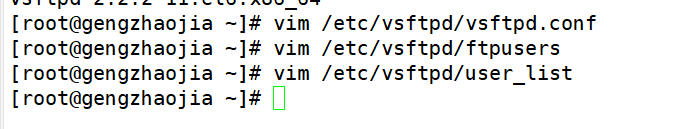 vsftpd-2.2.2-11.el6.x86_64
[root@gengzhaojia ~]# vim /etc/vsftpd/vsftpd.conf
[root@gengzhaojia ~]# vim /etc/vsftpd/ftpusers
[root@gengzhaojia ~]# vim /etc/vsftpd/user_list
[root@gengzhaojia ~]#